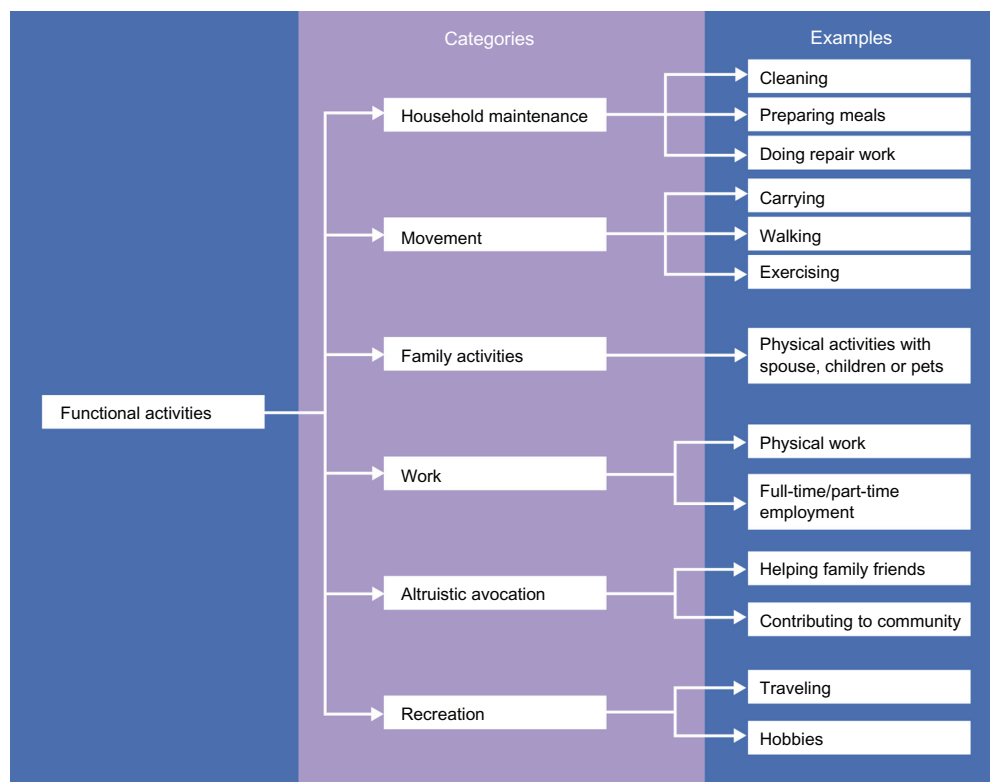 Categories
Examples
Functional activities
Household maintenance
Cleaning
Preparing meals
Doing repair work
Movement
Carrying
Walking
Exercising
Family activities
Physical activities with
spouse, children or pets
Work
Physical work
Full-time/part-time
employment
Altruistic avocation
Helping family friends
Contributing to community
Recreation
Traveling
Hobbies